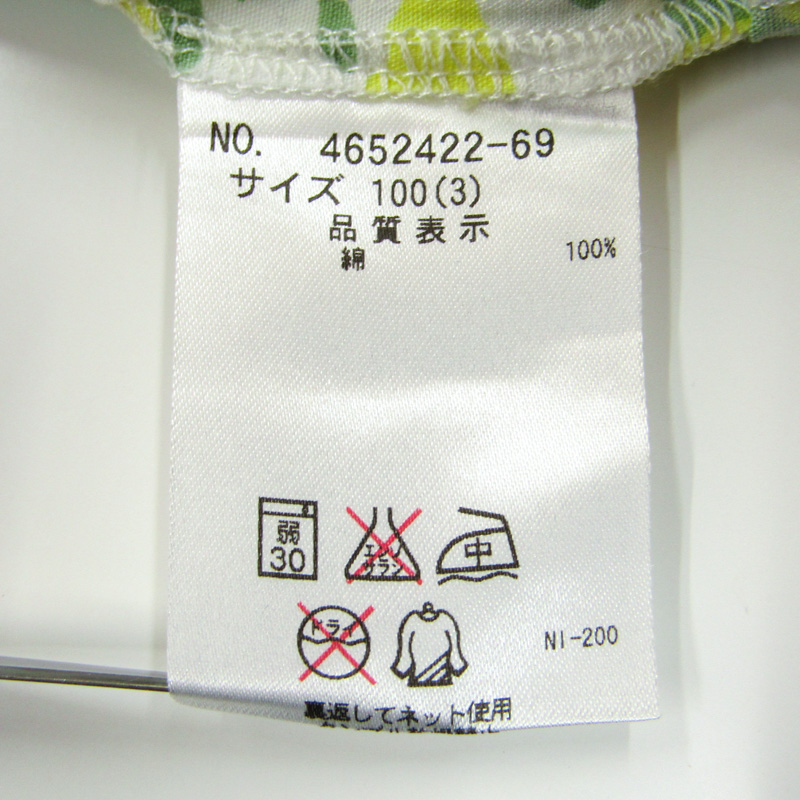 NO. 4652422-69
サイズ 100(3)
品質表示
綿 100%
弱
30
エンソ
サラシ
中
ドライ
NI-200
裏返してネット使用